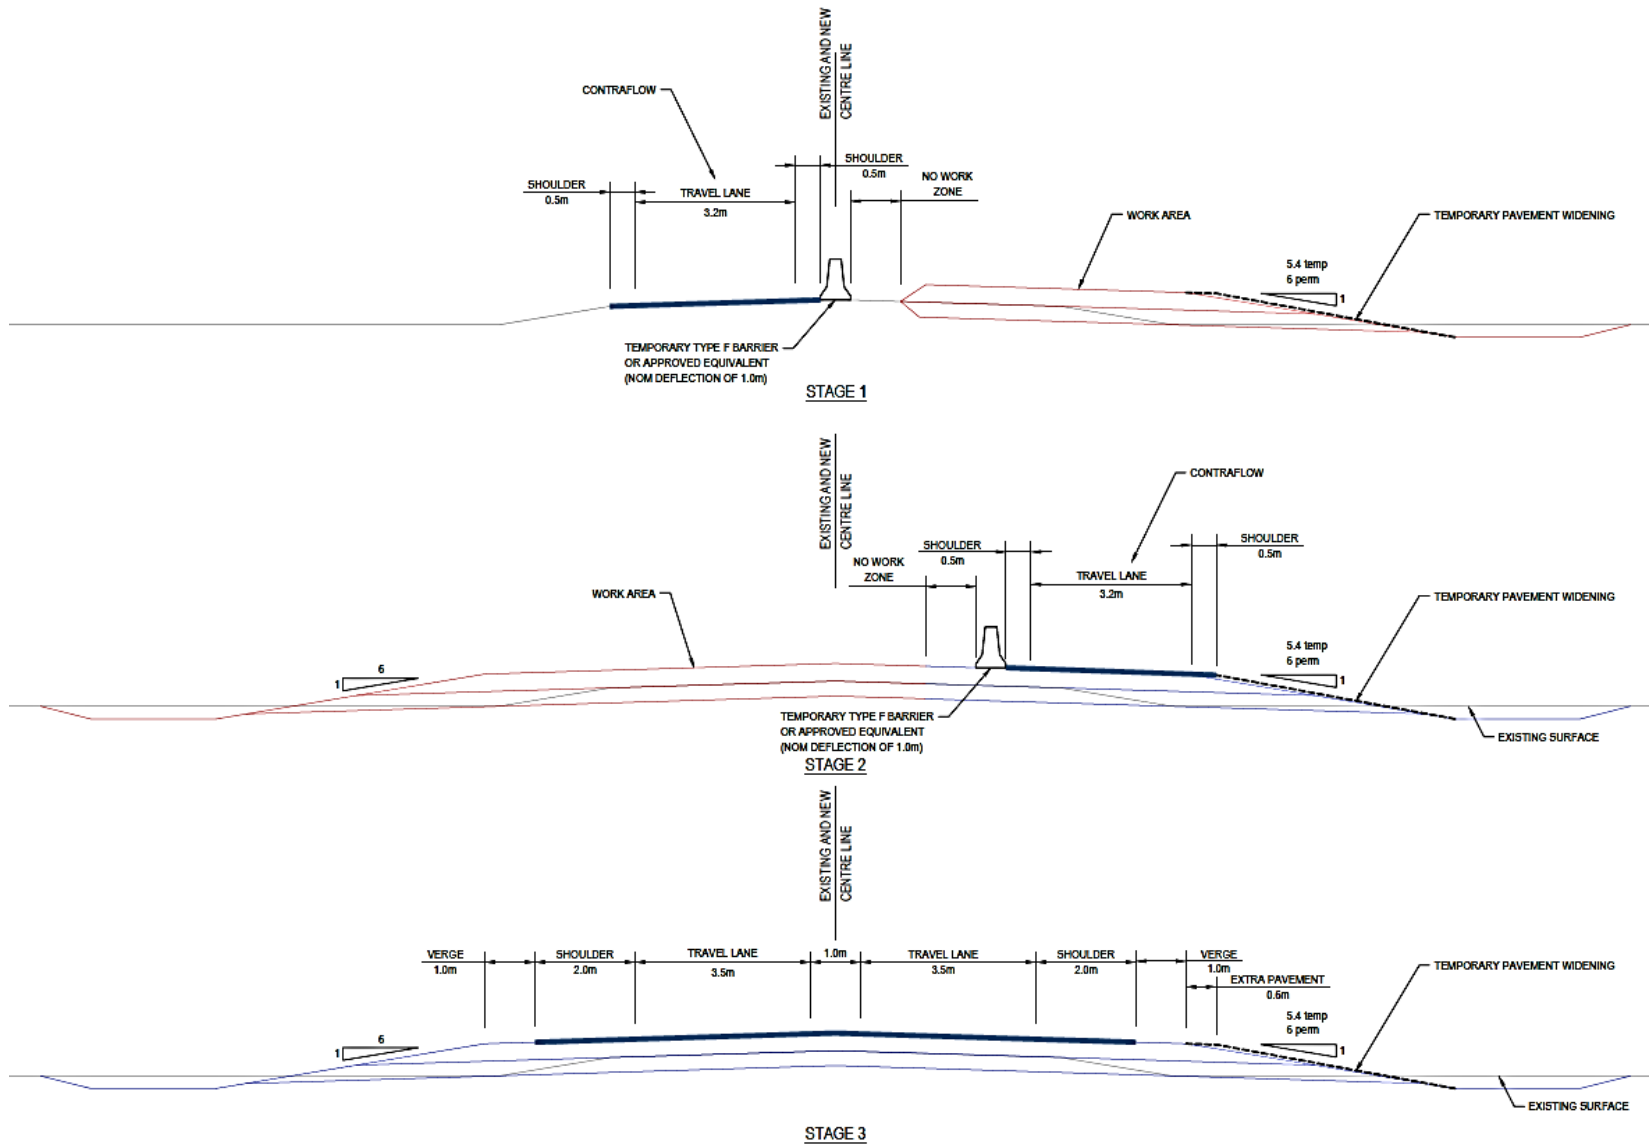 EXISTING AND NEW
CENTRE LINE
CONTRAFLOW
SHOULDER
0.5m
NO WORK
ZONE
SHOULDER
0.5m
TRAVEL LANE
3.2m
WORK AREA
TEMPORARY PAVEMENT WIDENING
5.4 temp
6 perm
1
TEMPORARY TYPE F BARRIER
OR APPROVED EQUIVALENT
(NOM DEFLECTION OF 1.0m)
STAGE 1
EXISTING AND NEW
CENTRE LINE
CONTRAFLOW
SHOULDER
0.5m
SHOULDER
0.5m
NO WORK
ZONE
TRAVEL LANE
3.2m
WORK AREA
TEMPORARY PAVEMENT WIDENING
6
1
5.4 temp
6 perm
1
TEMPORARY TYPE F BARRIER
OR APPROVED EQUIVALENT
(NOM DEFLECTION OF 1.0m)
EXISTING SURFACE
STAGE 2
EXISTING AND NEW
CENTRE LINE
VERGE
1.0m
SHOULDER
2.0m
TRAVEL LANE
3.5m
1.0m
TRAVEL LANE
3.5m
SHOULDER
2.0m
VERGE
1.0m
EXTRA PAVEMENT
0.6m
TEMPORARY PAVEMENT WIDENING
6
1
5.4 temp
6 perm
1
EXISTING SURFACE
STAGE 3